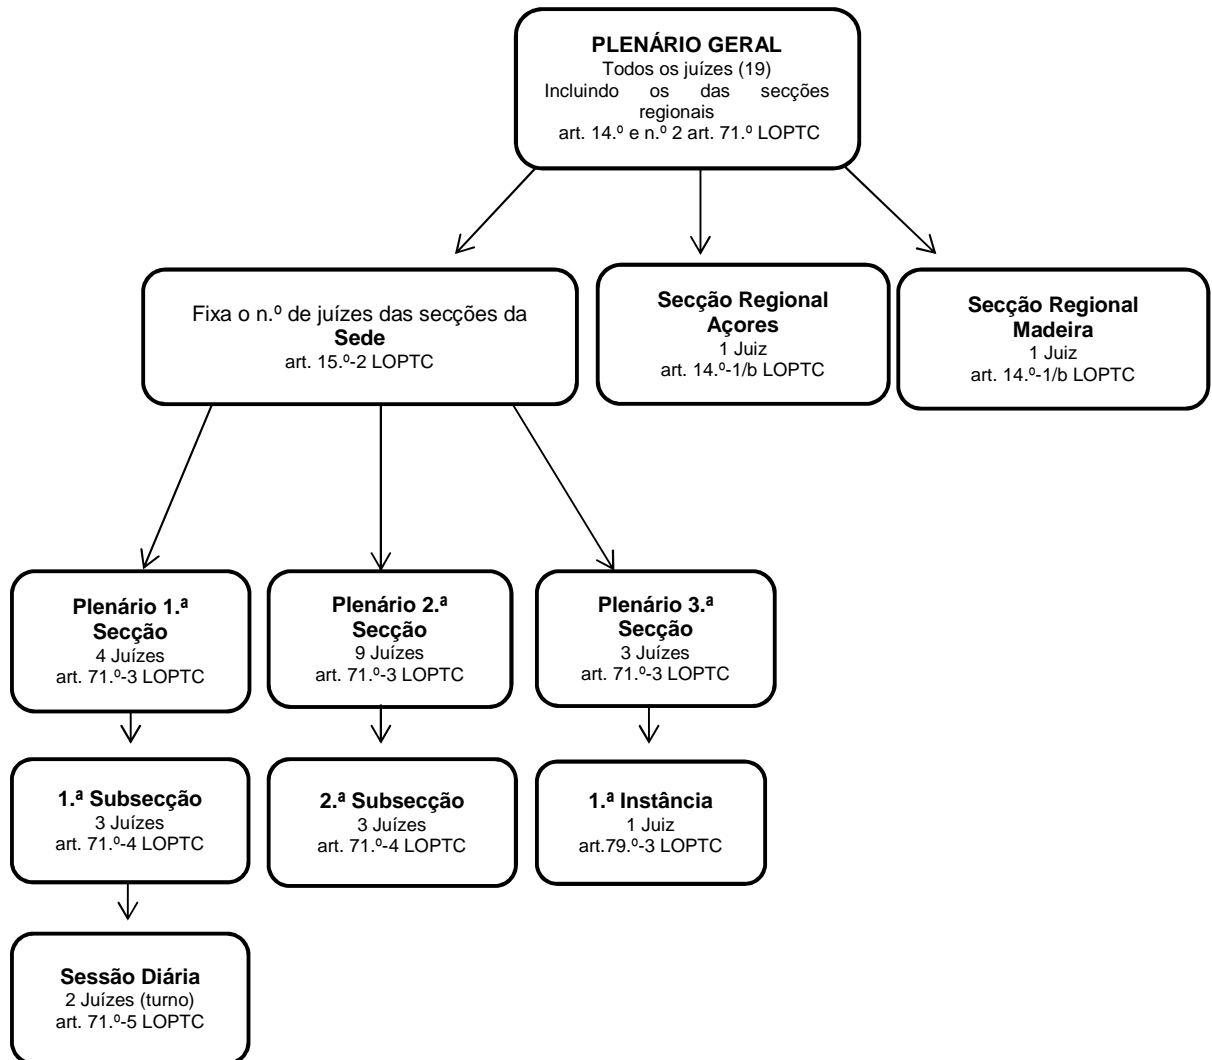 PLENÁRIO GERAL
Todos os juízes (19)
Incluindo os das secções
regionais
art. 14.º e n.º 2 art. 71.º LOPTC
Fixa o n.º de juízes das secções da
Sede
art. 15.º-2 LOPTC
Secção Regional
Açores
1 Juiz
art. 14.º-1/b LOPTC
Secção Regional
Madeira
1 Juiz
art. 14.º-1/b LOPTC
Plenário 1.ª
Secção
4 Juízes
art. 71.º-3 LOPTC
Plenário 2.ª
Secção
9 Juízes
art. 71.º-3 LOPTC
Plenário 3.ª
Secção
3 Juízes
art. 71.º-3 LOPTC
1.ª Subsecção
3 Juízes
art. 71.º-4 LOPTC
2.ª Subsecção
3 Juízes
art. 71.º-4 LOPTC
1.ª Instância
1 Juiz
art.79.º-3 LOPTC
Sessão Diária
2 Juízes (turno)
art. 71.º-5 LOPTC